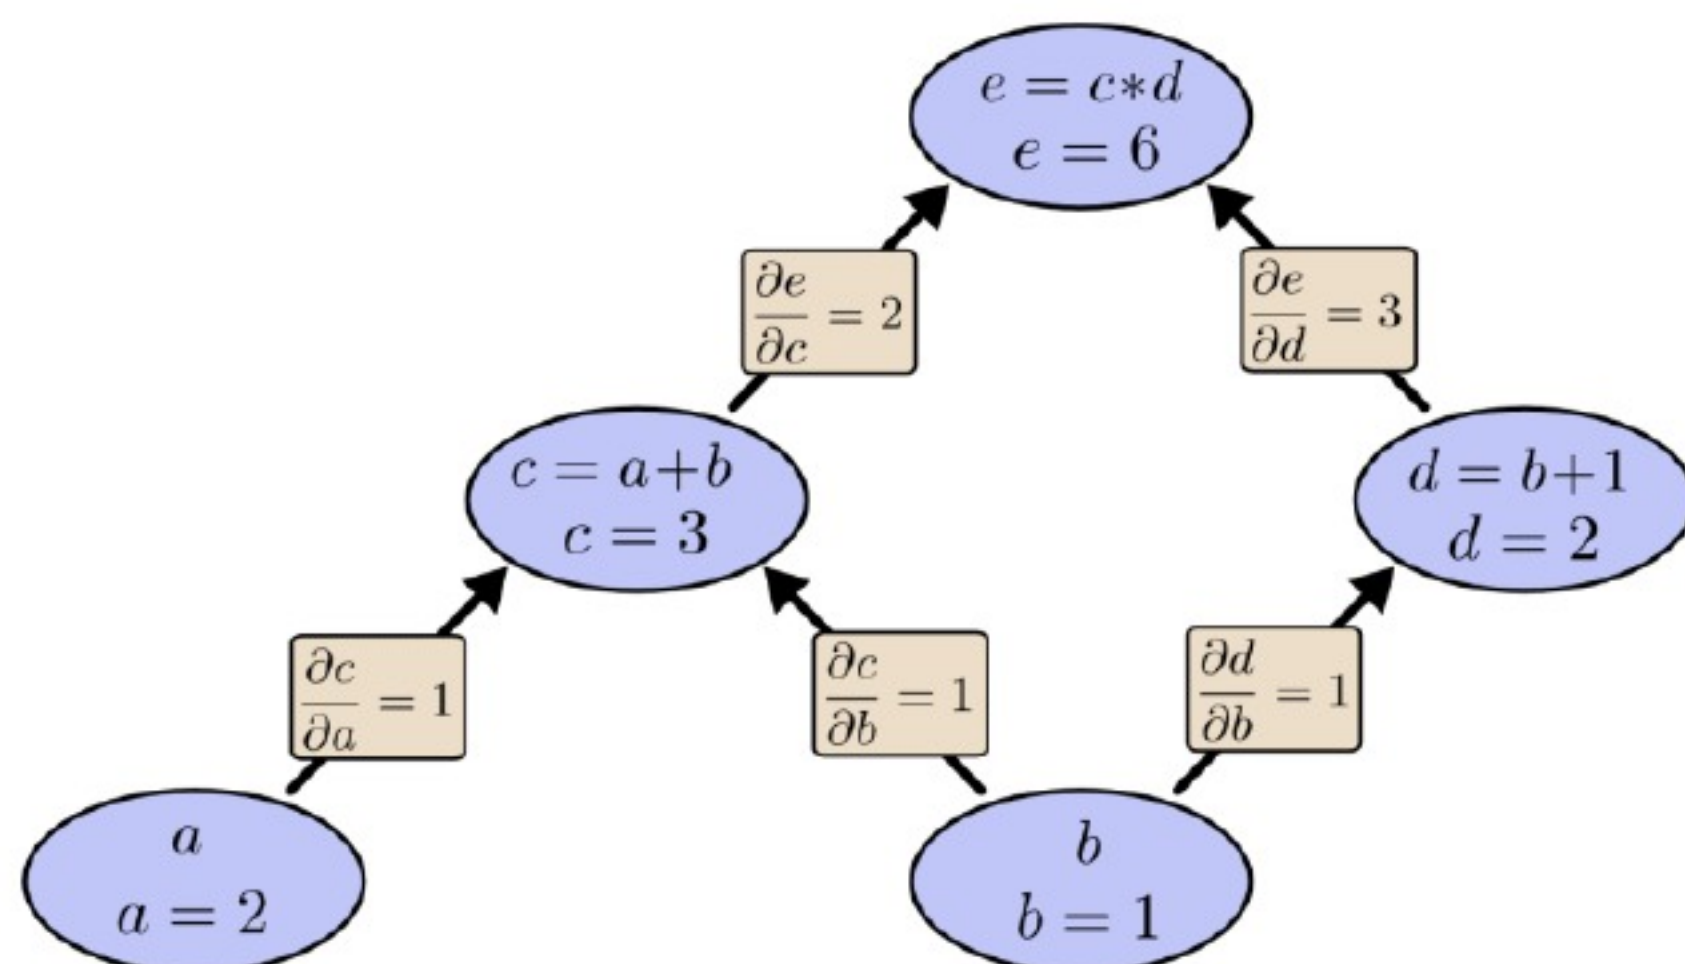 e = c*d
e = 6
∂e/∂c = 2
∂e/∂d = 3
c = a+b
c = 3
d = b+1
d = 2
∂c/∂a = 1
∂c/∂b = 1
∂d/∂b = 1
a
a = 2
b
b = 1